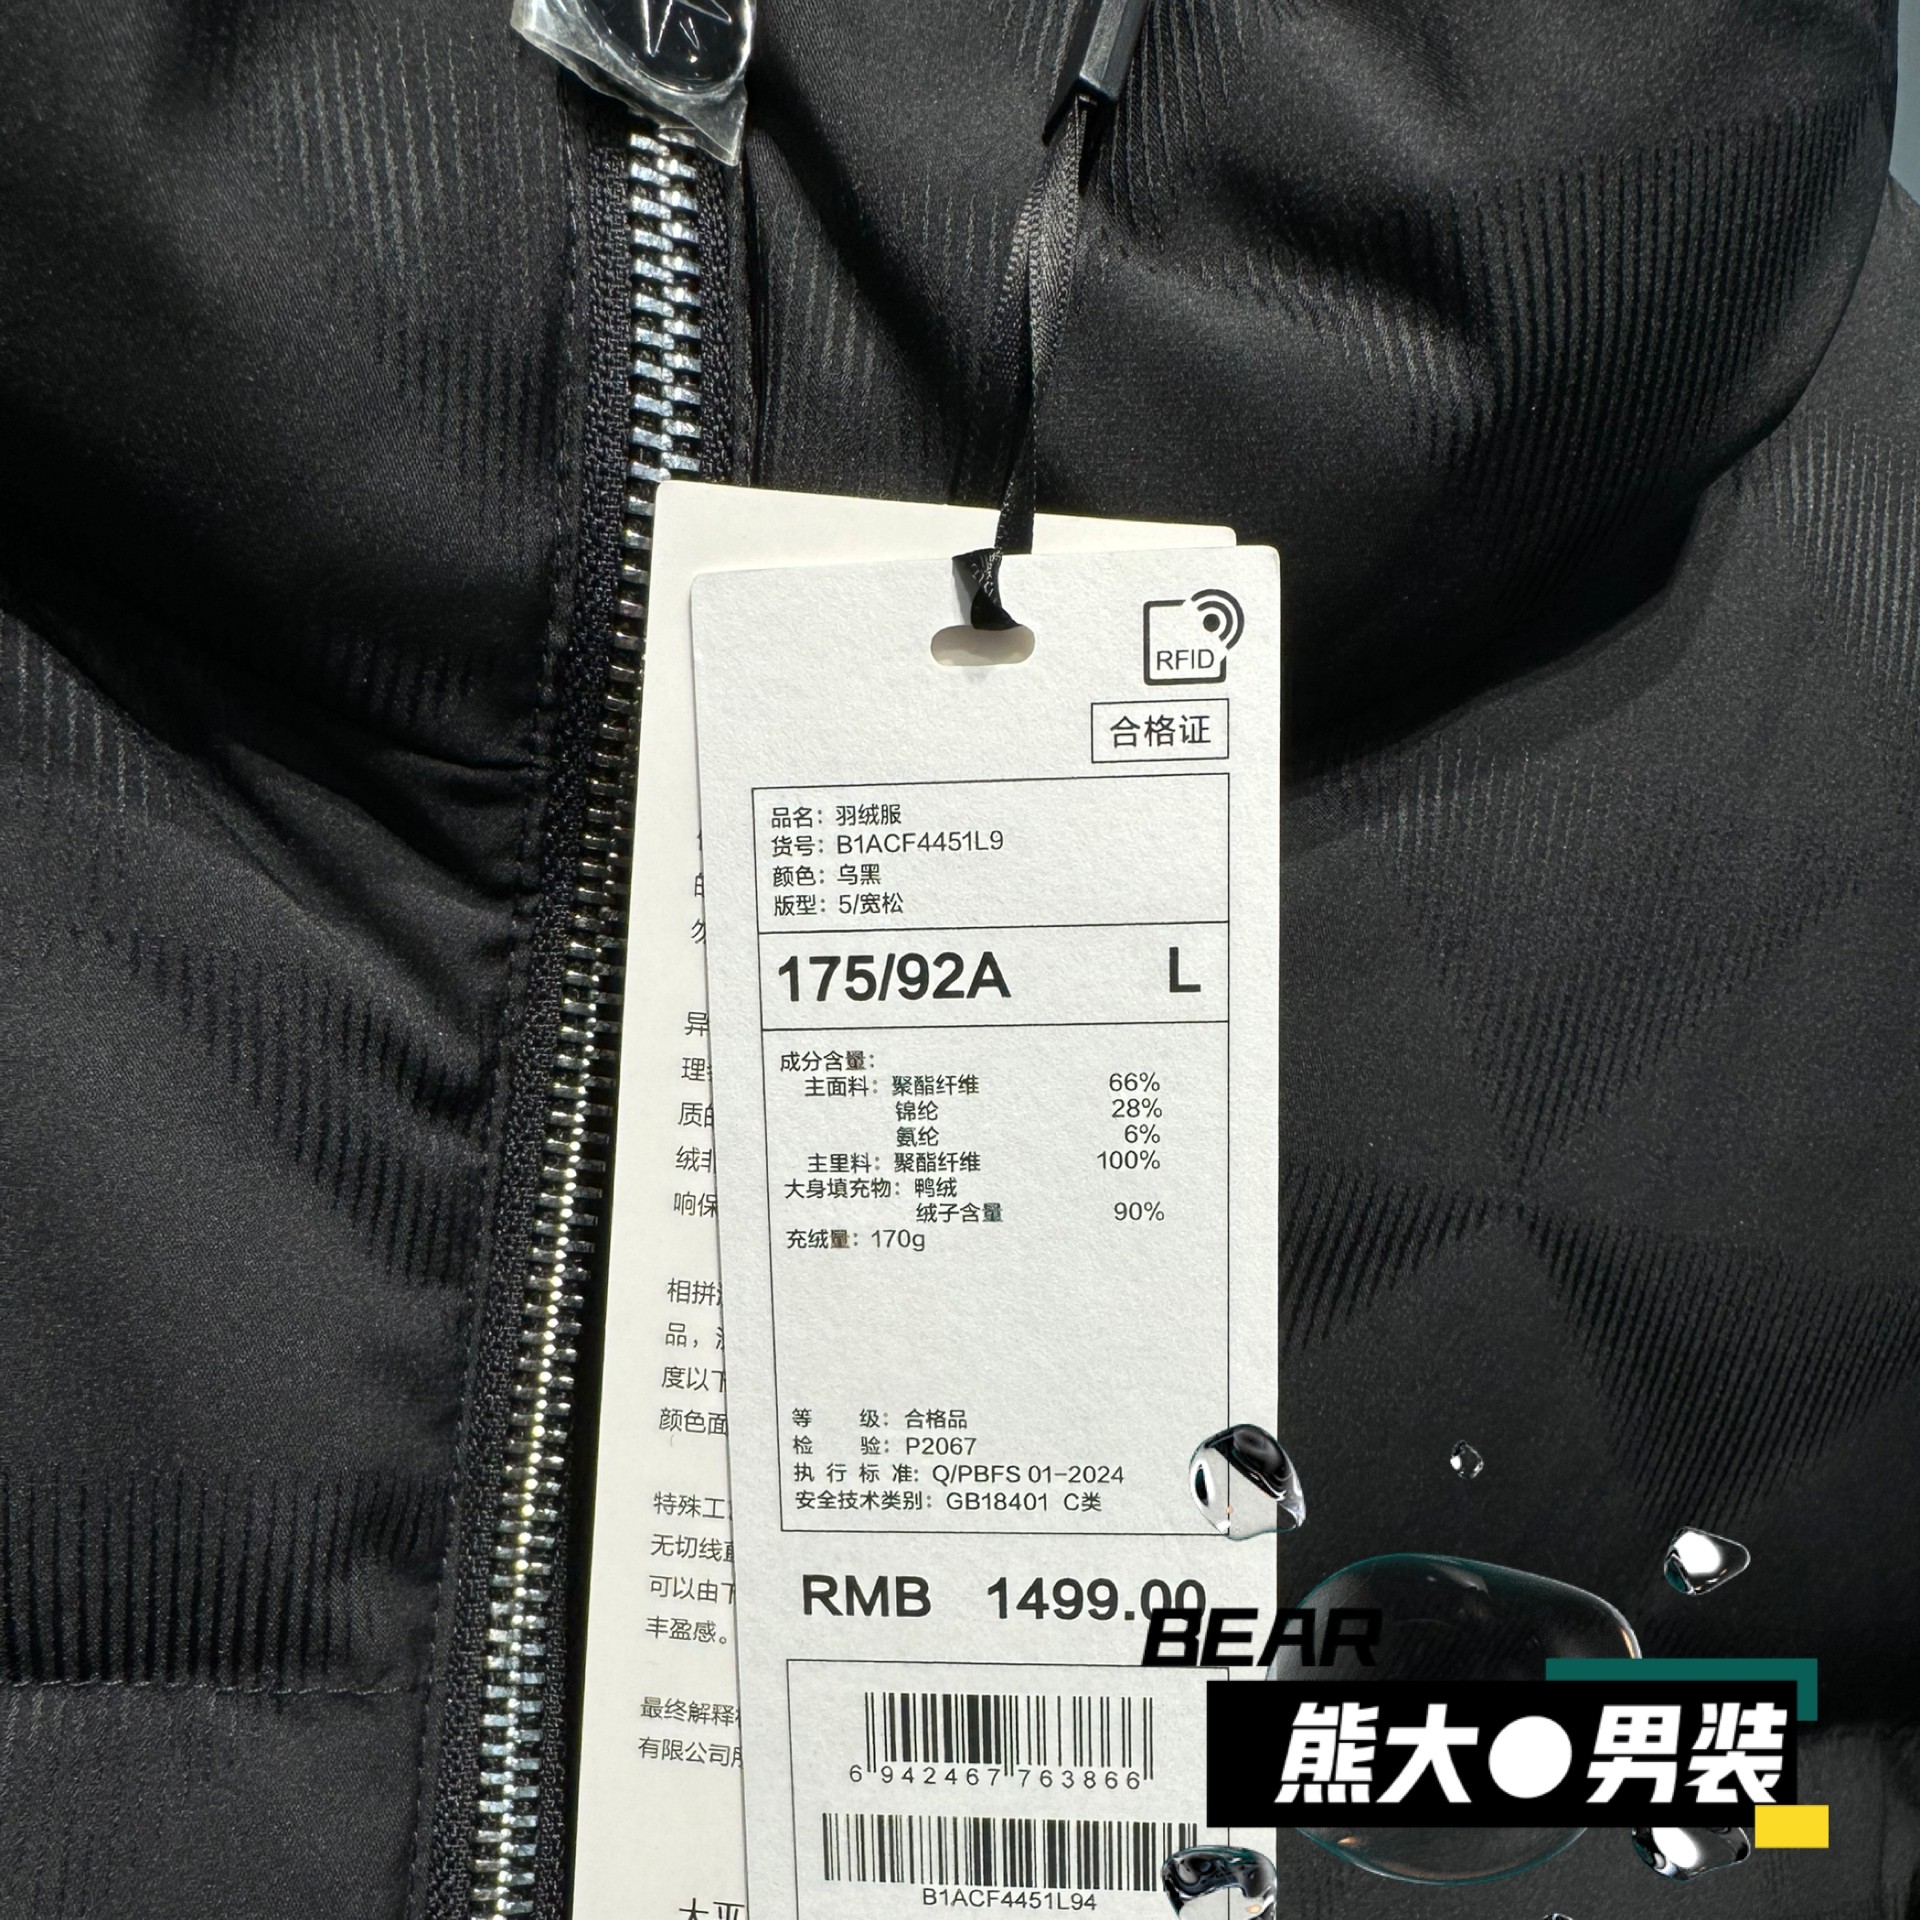 RFID
合格证
品名：羽绒服
货号：B1ACF4451L9
颜色：乌黑
版型：5/宽松
175/92A L
成分含量：
主面料：聚酯纤维 66%
锦纶 28%
氨纶 6%
主里料：聚酯纤维 100%
大身填充物：鸭绒
绒子含量 90%
充绒量：170g
等 级：合格品
检 验：P2067
执 行 标 准：Q/PBFS 01-2024
安全技术类别：GB18401 C类
RMB 1499.00
6 942467 763866
B1ACF4451L94
异
理
质的
绒非
响保
相拼
品，
度以下
颜色面
特殊工
无切线
可以由下
丰盈感。
最终解释
有限公司
BEAR
熊大●男装